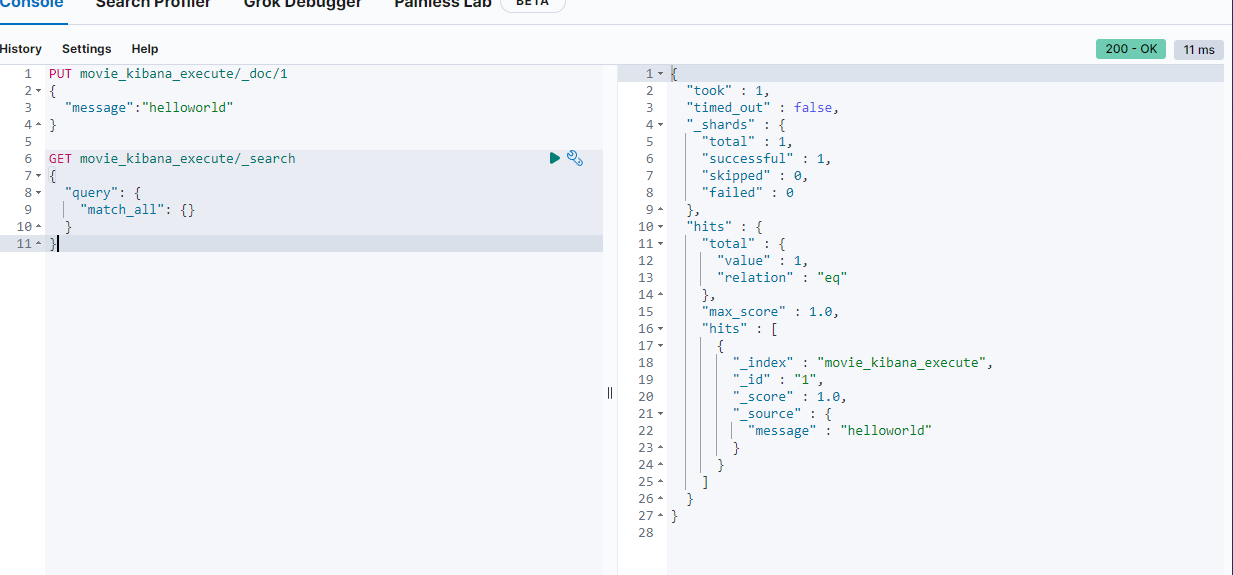 Console Search Profiler Grok Debugger Painless Lab BETA
History Settings Help
200 - OK 11 ms
1 PUT movie_kibana_execute/_doc/1
2 {
3 "message":"helloworld"
4 }
5
6 GET movie_kibana_execute/_search
7 {
8 "query": {
9 "match_all": {}
10 }
11 }
1 {
2 "took" : 1,
3 "timed_out" : false,
4 "_shards" : {
5 "total" : 1,
6 "successful" : 1,
7 "skipped" : 0,
8 "failed" : 0
9 },
10 "hits" : {
11 "total" : {
12 "value" : 1,
13 "relation" : "eq"
14 },
15 "max_score" : 1.0,
16 "hits" : [
17 {
18 "_index" : "movie_kibana_execute",
19 "_id" : "1",
20 "_score" : 1.0,
21 "_source" : {
22 "message" : "helloworld"
23 }
24 }
25 ]
26 }
27 }
28